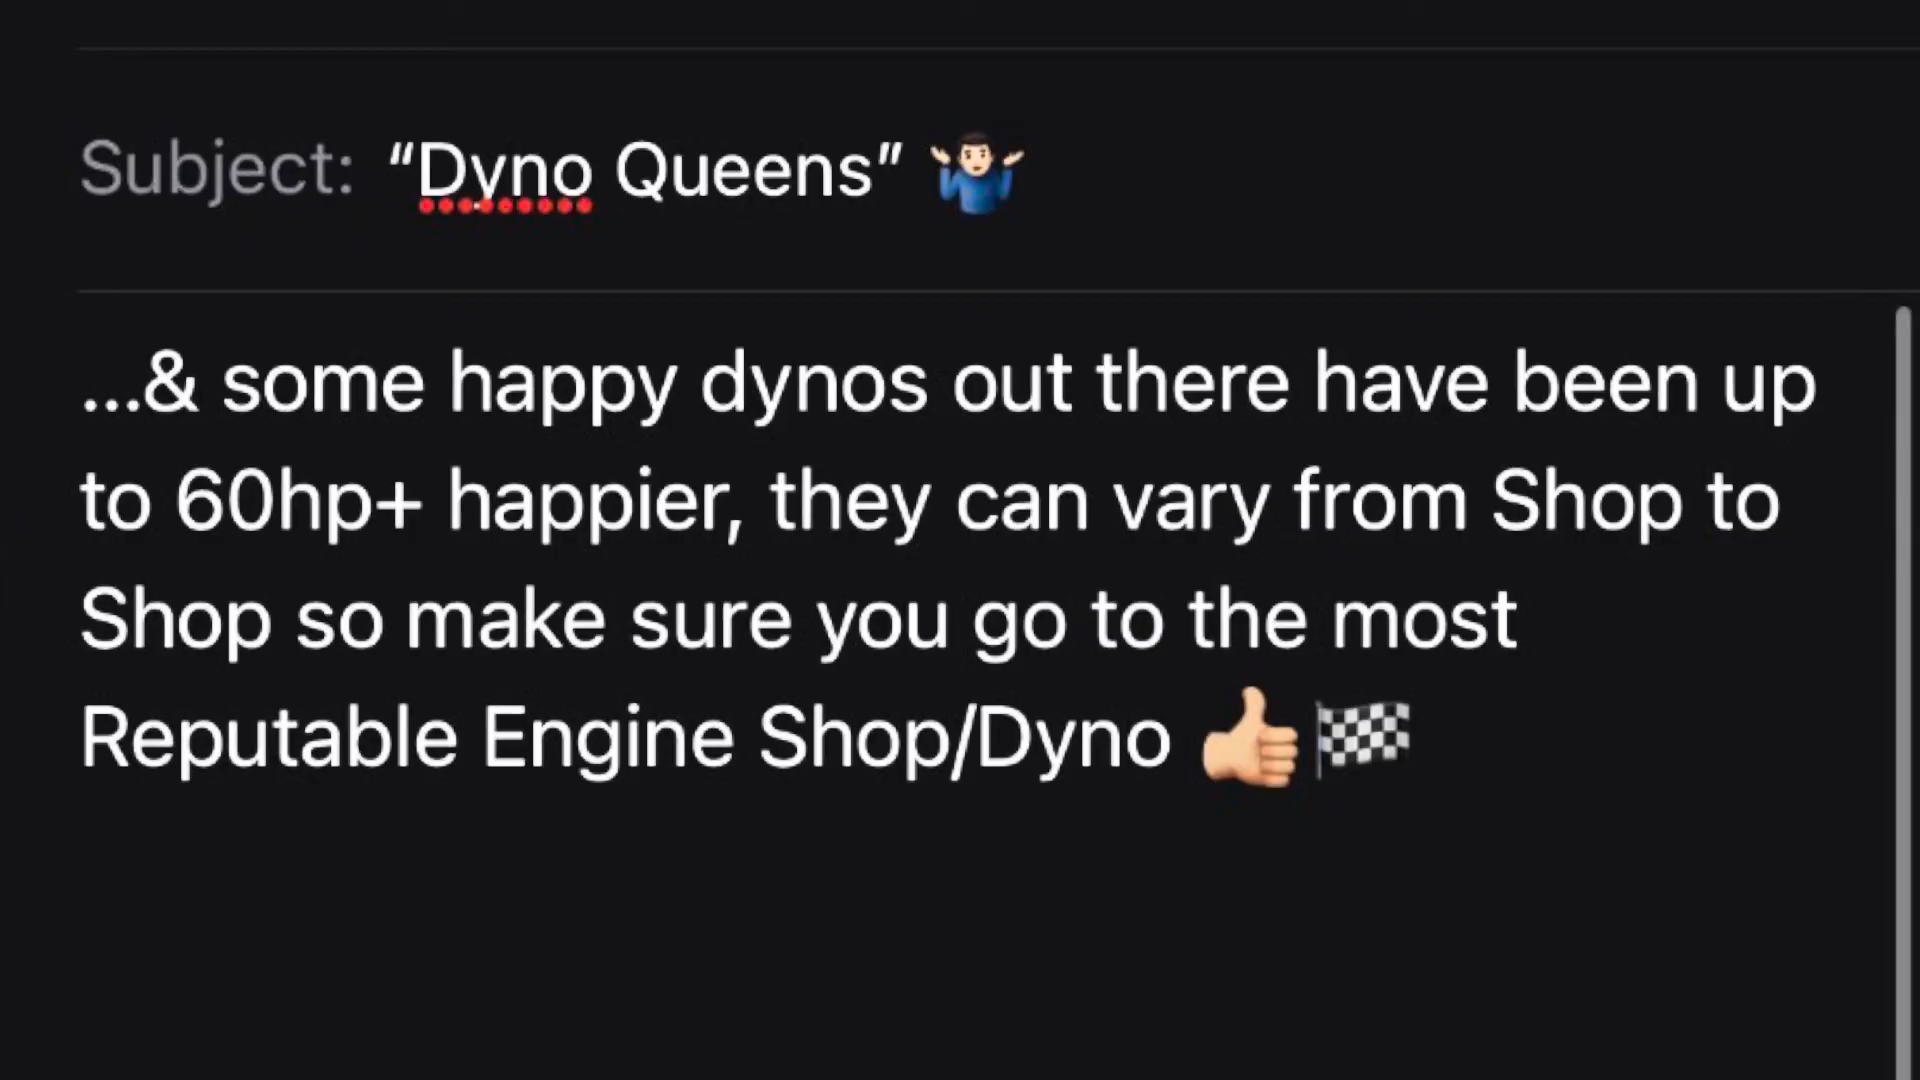 Subject: “Dyno Queens” 🤷🏻‍♂️
...& some happy dynos out there have been up
to 60hp+ happier, they can vary from Shop to
Shop so make sure you go to the most
Reputable Engine Shop/Dyno 👍🏼🏁